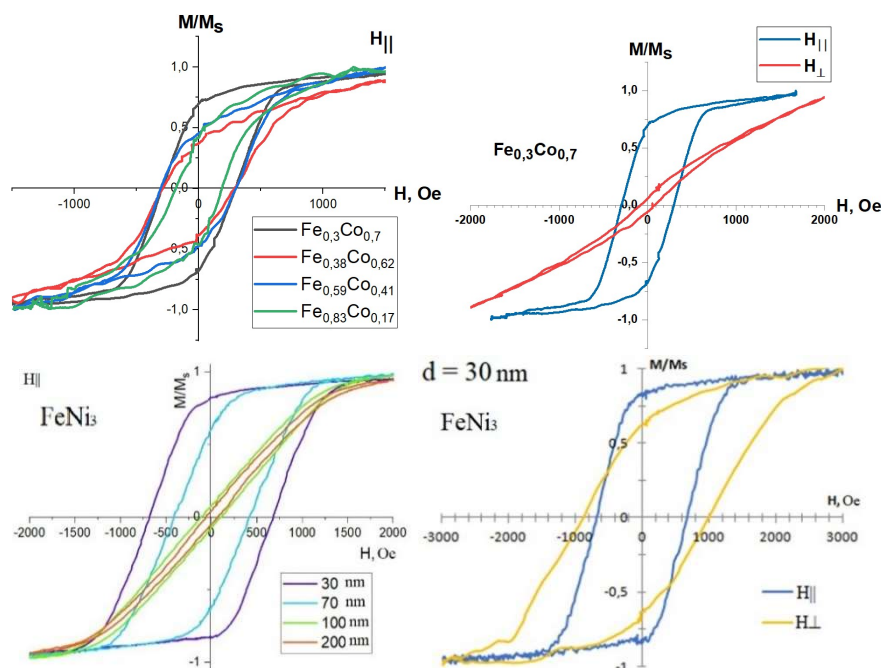 M/Ms
H||
1,0
0,5
0,0
0,5
-1,0
-1000
0
1000
H, Oe
Fe0,3Co0,7
Fe0,38Co0,62
Fe0,59Co0,41
Fe0,83Co0,17
M/Ms
H||
H⊥
Fe0,3Co0,7
1,0
0,5
0,0
-0,5
-1,0
-2000
-1000
0
1000
2000
H, Oe
H||
FeNi3
M/Ms
1
0
-1
-2000
-1500
-1000
-500
0
500
1000
1500
2000
H, Oe
30 nm
70 nm
100 nm
200 nm
d = 30 nm
FeNi3
M/Ms
1
0,5
0
-0,5
-1
-3000
-2000
-1000
0
1000
2000
3000
H, Oe
H||
H⊥